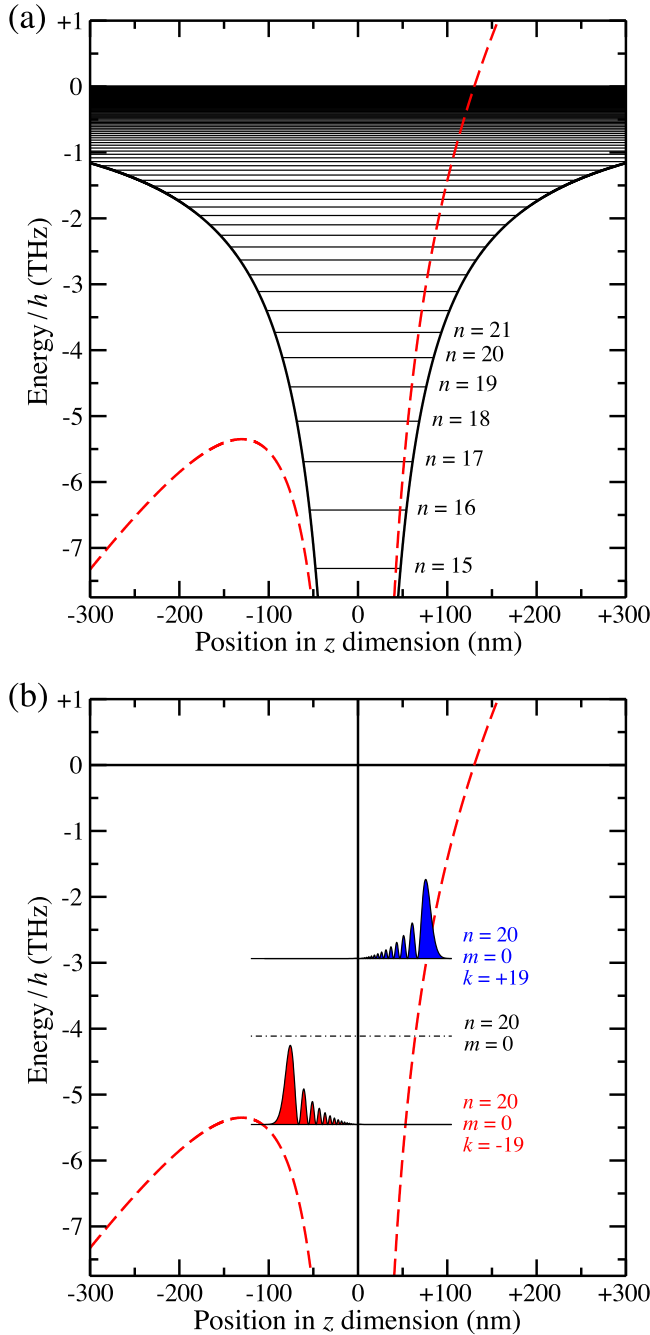 (a)
+1
0
-1
-2
-3
-4
-5
-6
-7
Energy / h (THz)
n = 21
n = 20
n = 19
n = 18
n = 17
n = 16
n = 15
-300 -200 -100 0 +100 +200 +300
Position in z dimension (nm)
(b)
+1
0
-1
-2
-3
-4
-5
-6
-7
Energy / h (THz)
n = 20
m = 0
k = +19
n = 20
m = 0
n = 20
m = 0
k = -19
-300 -200 -100 0 +100 +200 +300
Position in z dimension (nm)